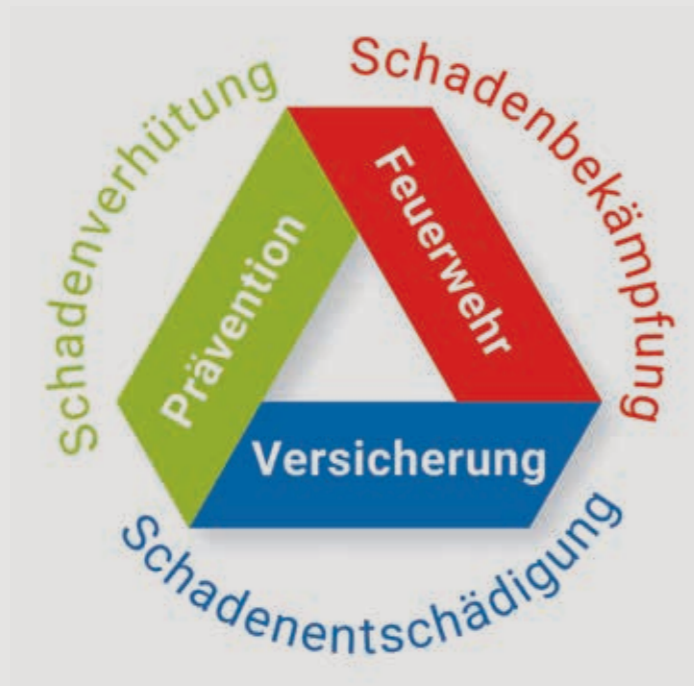 Schadenverhütung
Schadenbekämpfung
Prävention
Feuerwehr
Versicherung
Schadenentschädigung